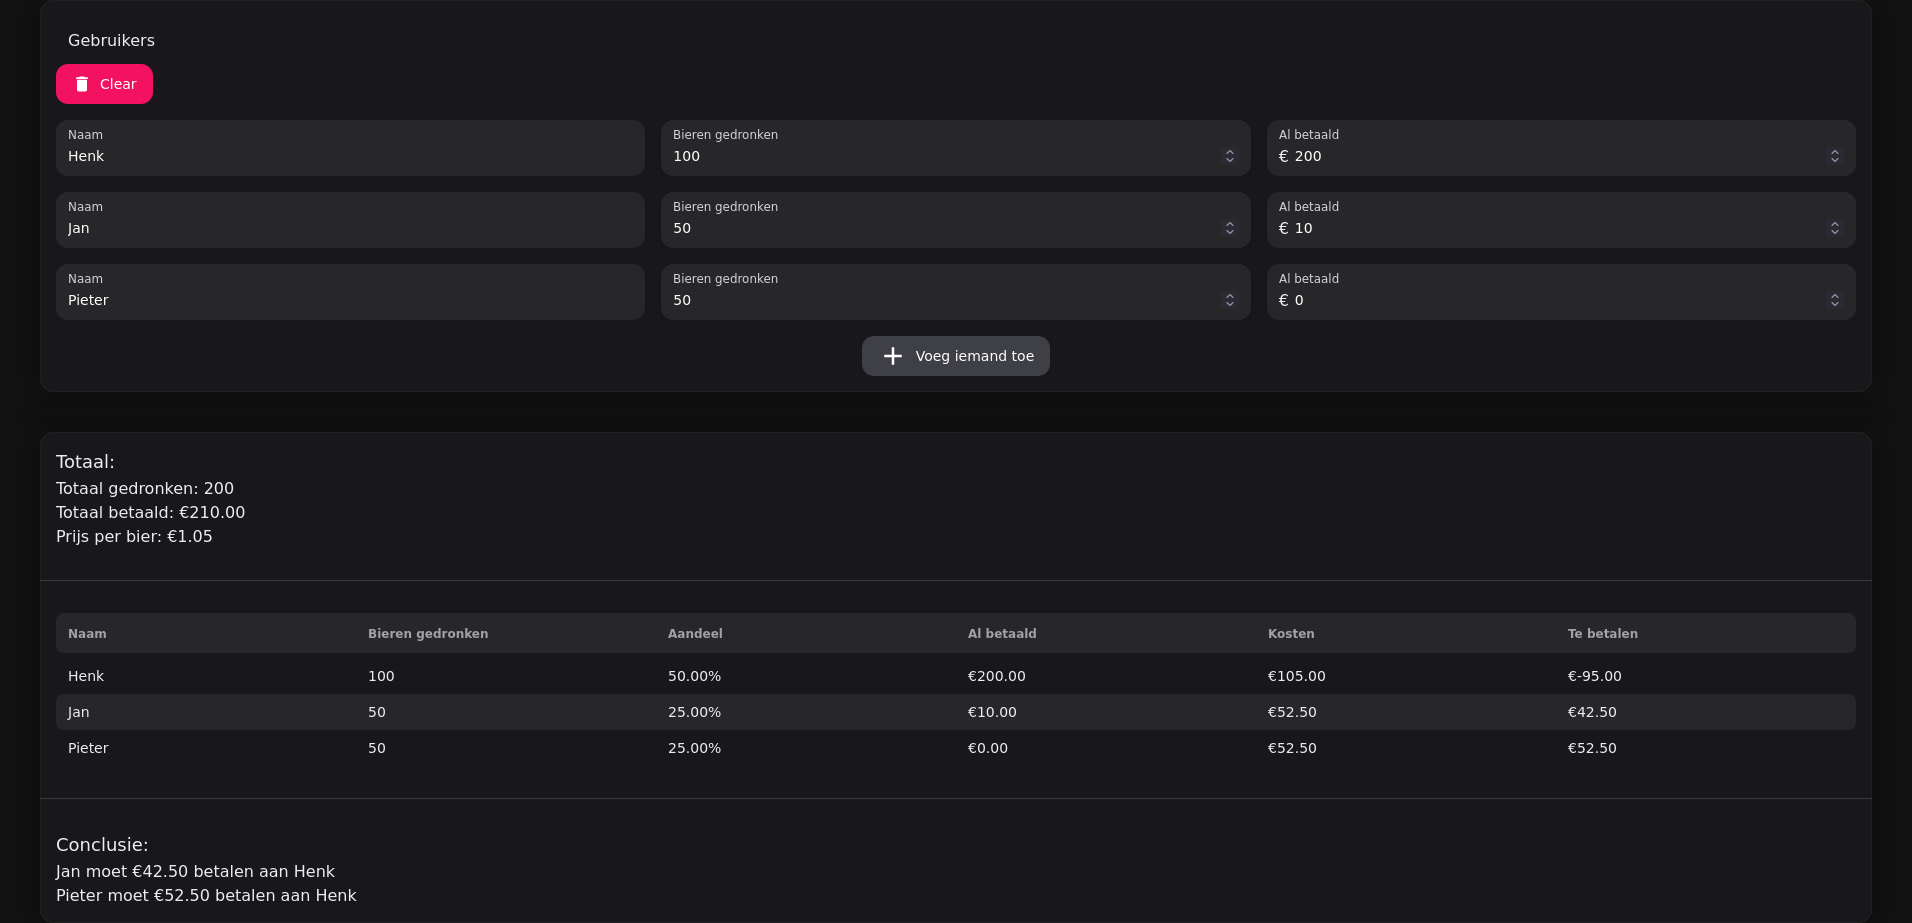 Gebruikers
Clear
Naam Bieren gedronken Al betaald
Henk 100 € 200
Naam Bieren gedronken Al betaald
Jan 50 € 10
Naam Bieren gedronken Al betaald
Pieter 50 € 0
Voeg iemand toe
Totaal:
Totaal gedronken: 200
Totaal betaald: €210.00
Prijs per bier: €1.05
Naam Bieren gedronken Aandeel Al betaald Kosten Te betalen
Henk 100 50.00% €200.00 €105.00 €-95.00
Jan 50 25.00% €10.00 €52.50 €42.50
Pieter 50 25.00% €0.00 €52.50 €52.50
Conclusie:
Jan moet €42.50 betalen aan Henk
Pieter moet €52.50 betalen aan Henk